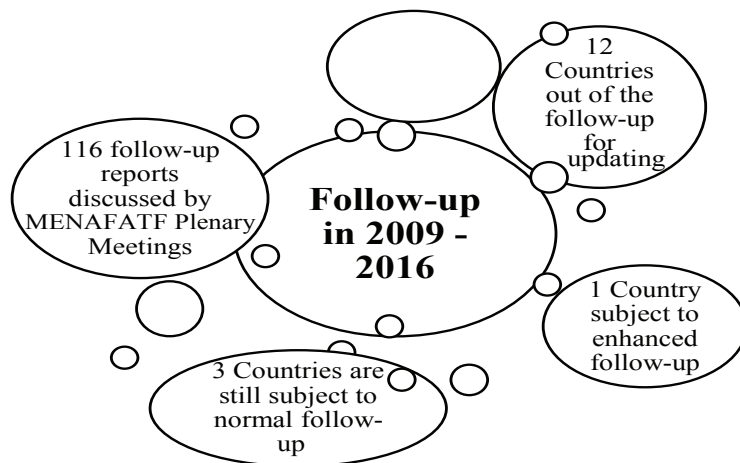 12
Countries
out of the
follow-up
for
updating
116 follow-up
reports
discussed by
MENAFATF Plenary
Meetings
Follow-up
in 2009 -
2016
1 Country
subject to
enhanced
follow-up
3 Countries are
still subject to
normal follow-
up